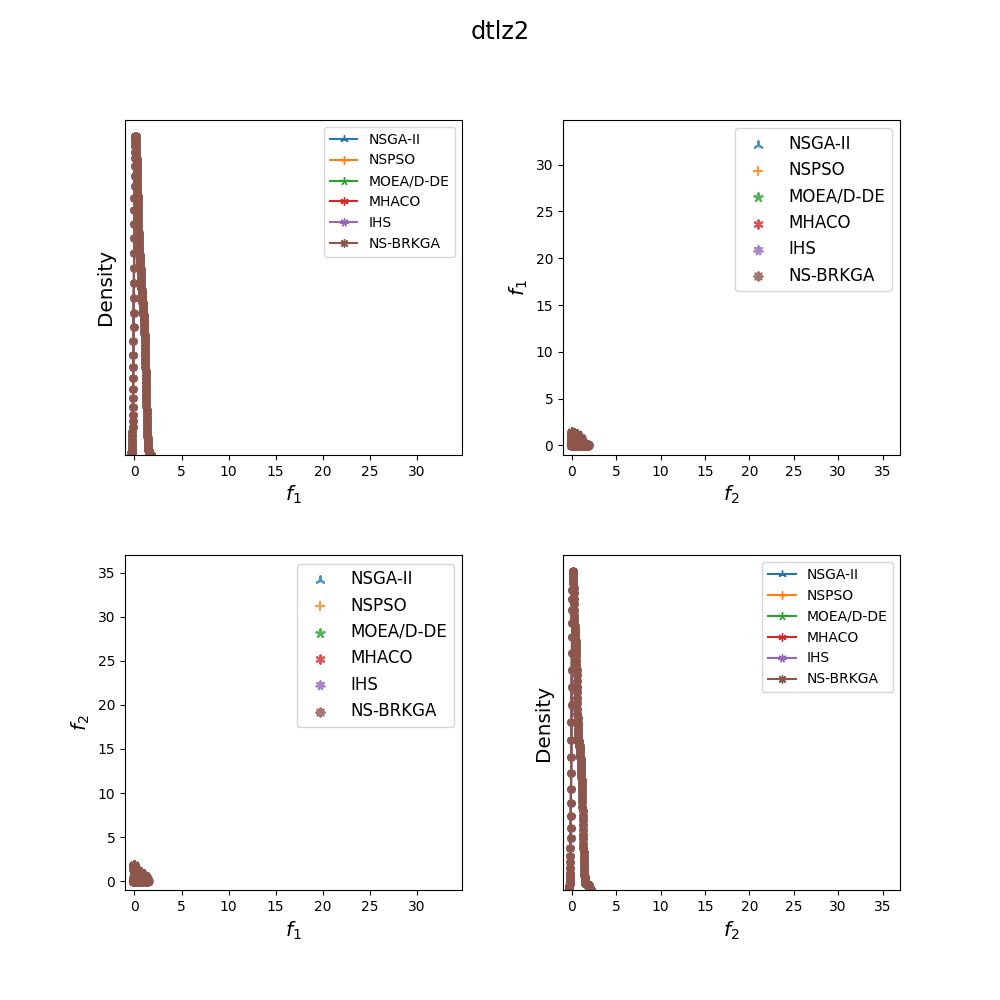 dtlz2
Density
NSGA-II
NSPSO
MOEA/D-DE
MHACO
IHS
NS-BRKGA
0 5 10 15 20 25 30
f1
f1
30
25
20
15
10
5
0
NSGA-II
NSPSO
MOEA/D-DE
MHACO
IHS
NS-BRKGA
0 5 10 15 20 25 30 35
f2
f2
35
30
25
20
15
10
5
0
NSGA-II
NSPSO
MOEA/D-DE
MHACO
IHS
NS-BRKGA
0 5 10 15 20 25 30
f1
Density
NSGA-II
NSPSO
MOEA/D-DE
MHACO
IHS
NS-BRKGA
0 5 10 15 20 25 30 35
f2